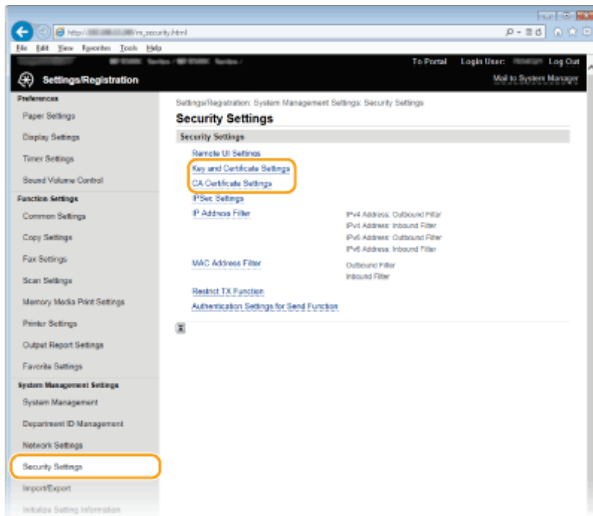 http://
m_security.html
File Edit View Favorites Tools Help
To Portal Login User: Log Out
Settings/Registration
Mail to System Manager
Preferences
Paper Settings
Display Settings
Timer Settings
Sound Volume Control
Function Settings
Common Settings
Copy Settings
Fax Settings
Scan Settings
Memory Media Print Settings
Printer Settings
Output Report Settings
Favorite Settings
System Management Settings
System Management
Department ID Management
Network Settings
Security Settings
Import/Export
Initialize Setting Information
Settings/Registration: System Management Settings: Security Settings
Security Settings
Security Settings
Remote UI Settings
Key and Certificate Settings
CA Certificate Settings
IPSec Settings
IP Address Filter
IPv4 Address: Outbound Filter
IPv4 Address: Inbound Filter
IPv6 Address: Outbound Filter
IPv6 Address: Inbound Filter
MAC Address Filter
Outbound Filter
Inbound Filter
Restrict TX Function
Authentication Settings for Send Function